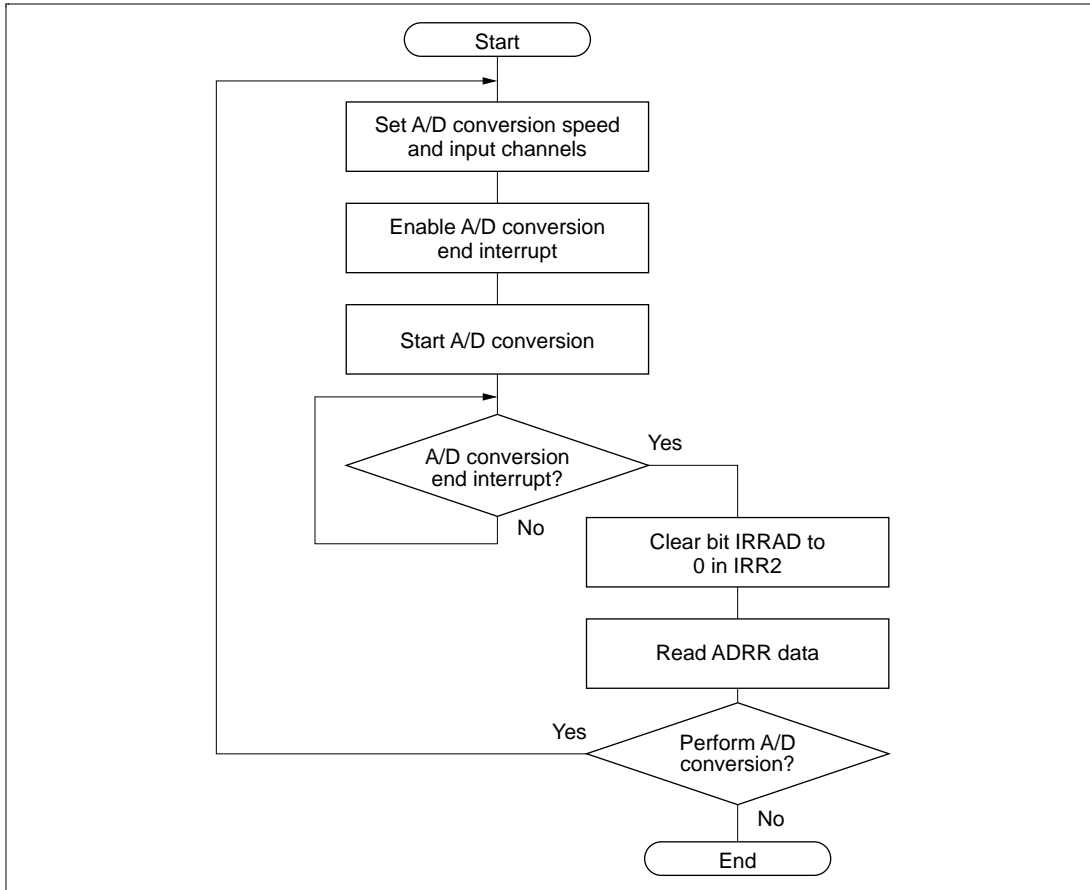 Start
Set A/D conversion speed
and input channels
Enable A/D conversion
end interrupt
Start A/D conversion
A/D conversion
end interrupt?
Yes
No
Clear bit IRRAD to
0 in IRR2
Read ADRR data
Perform A/D
conversion?
Yes
No
End